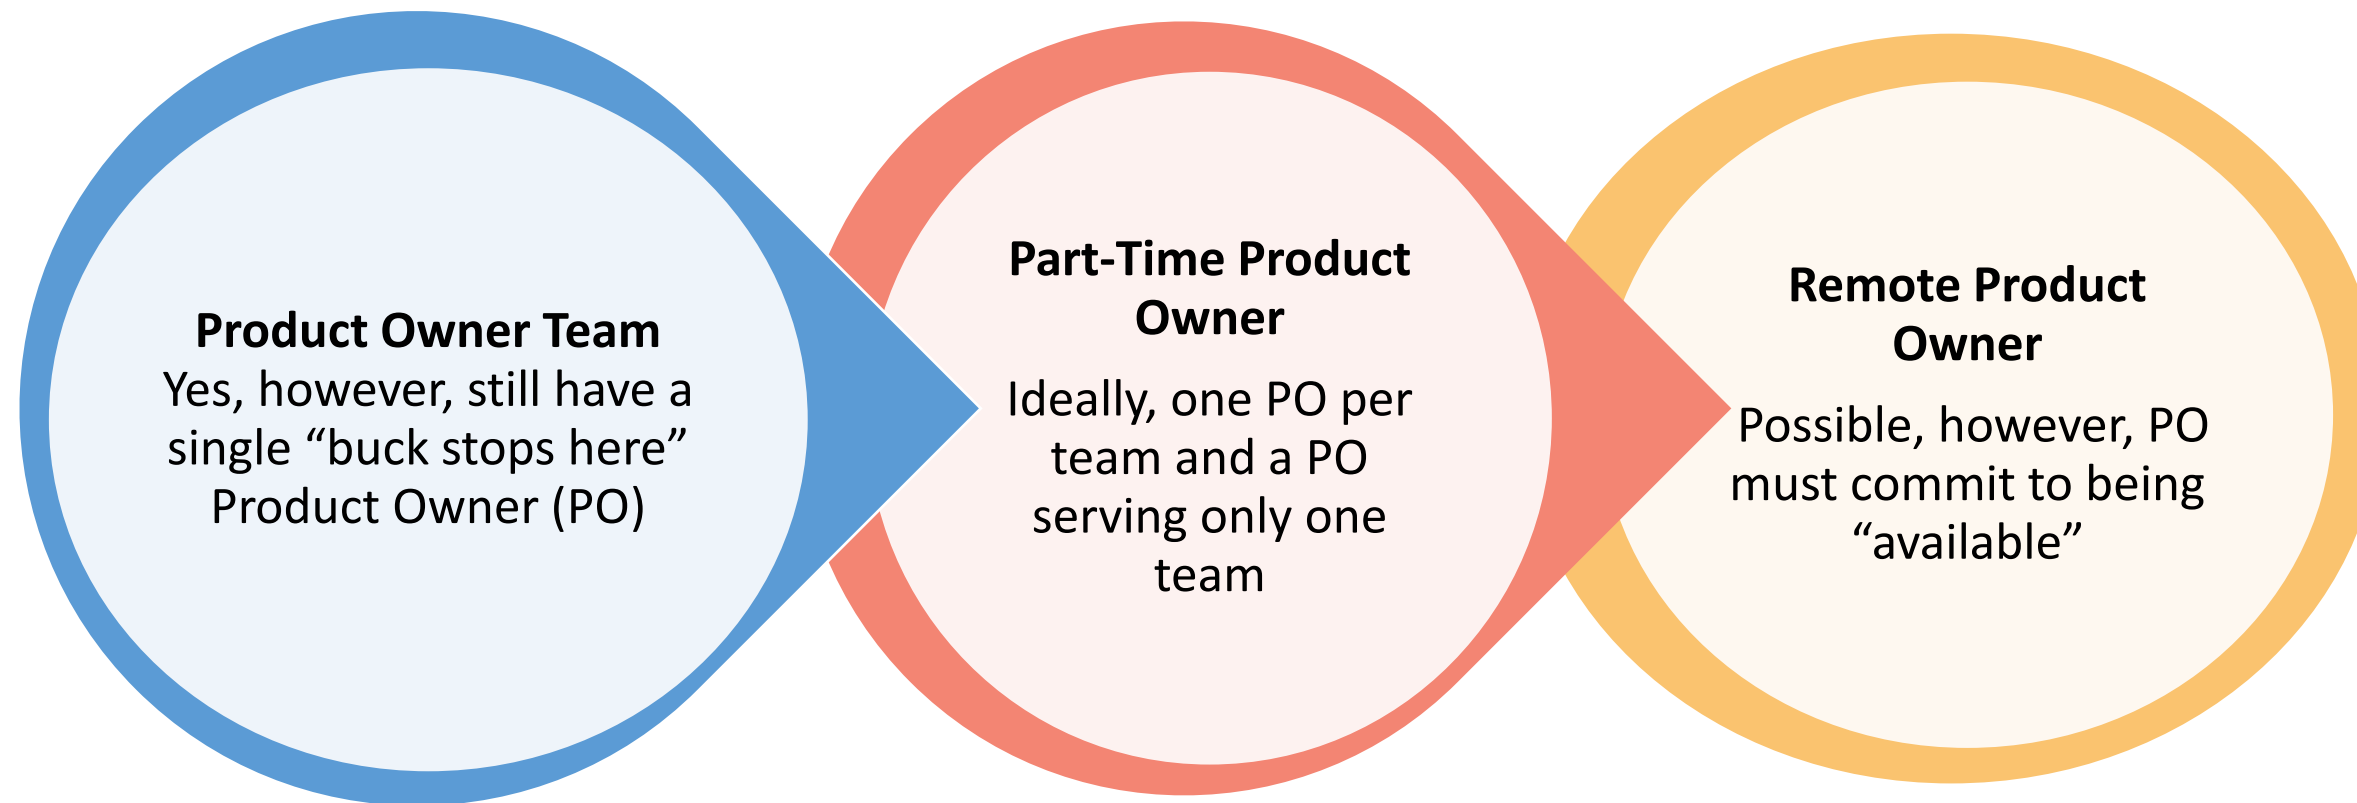 Product Owner Team
Yes, however, still have a
single “buck stops here”
Product Owner (PO)
Part-Time Product
Owner
Ideally, one PO per
team and a PO
serving only one
team
Remote Product
Owner
Possible, however, PO
must commit to being
“available”